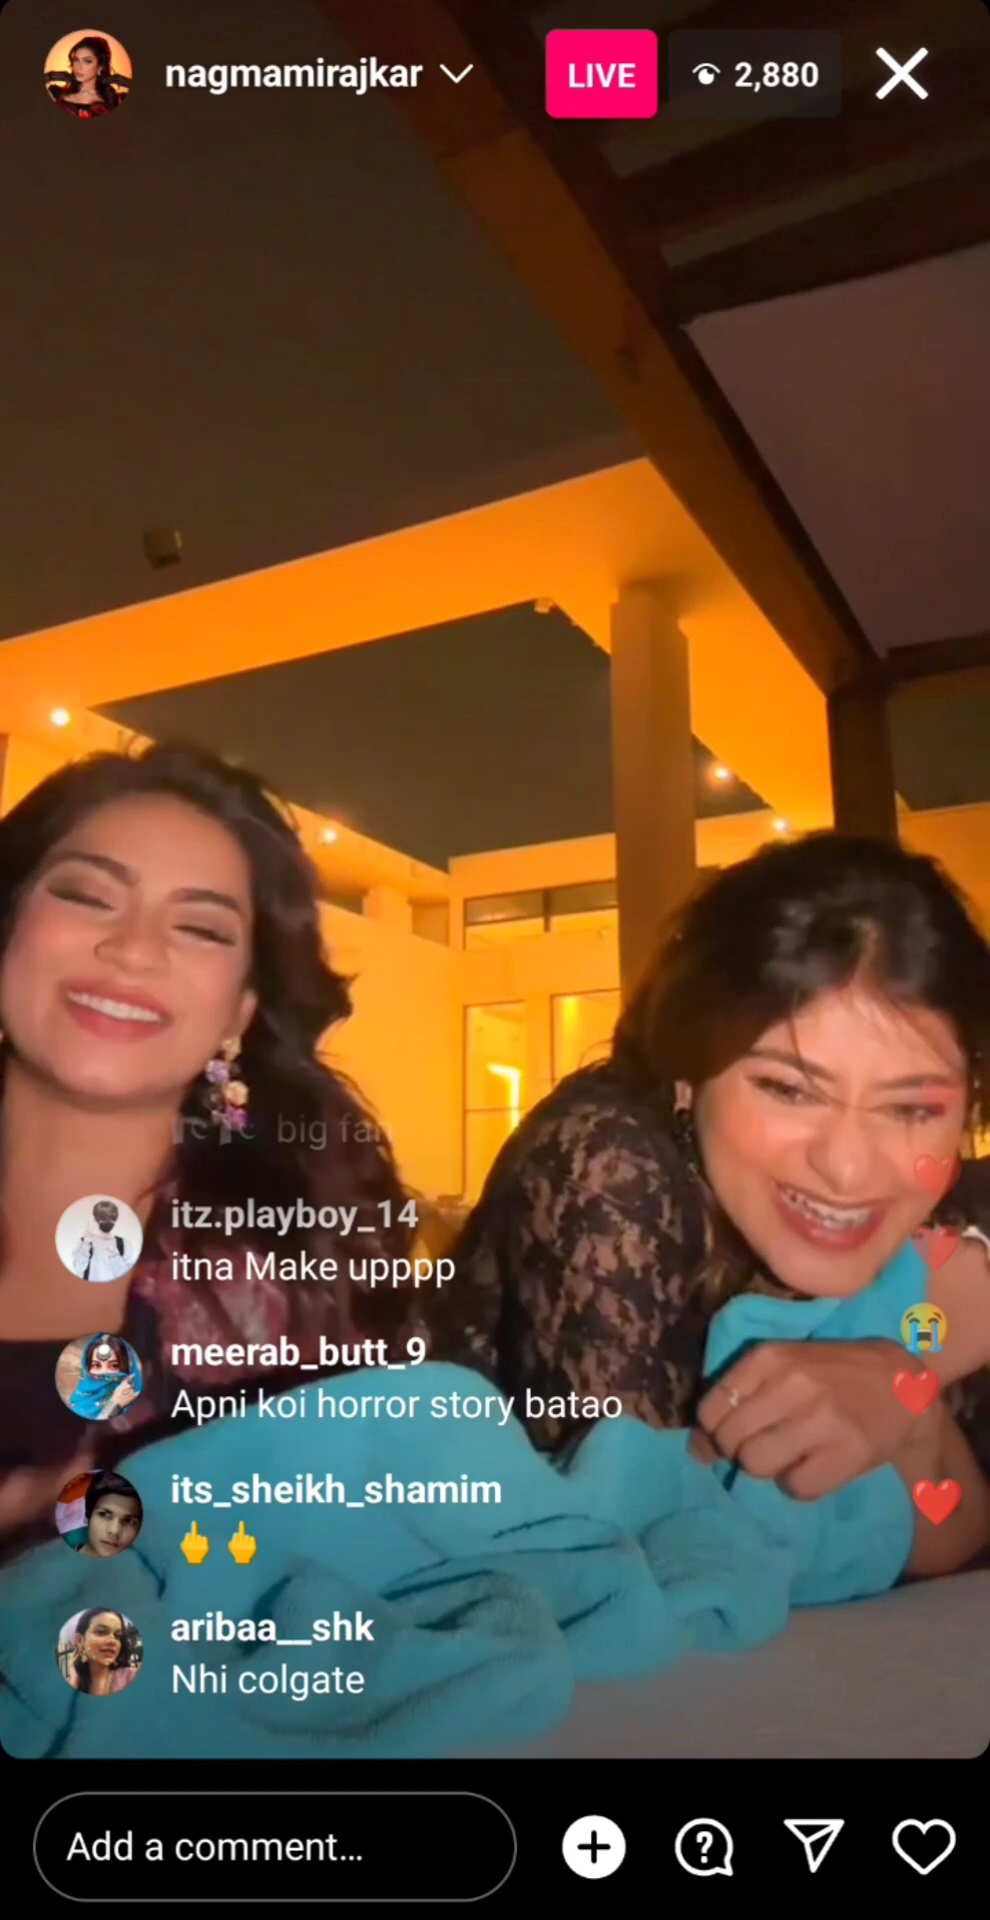 nagmamirajkar
LIVE
2,880
big fan
itz.playboy_14
itna Make upppp
meerab_butt_9
Apni koi horror story batao
its_sheikh_shamim
🖕🖕
aribaa__shk
Nhi colgate
Add a comment...